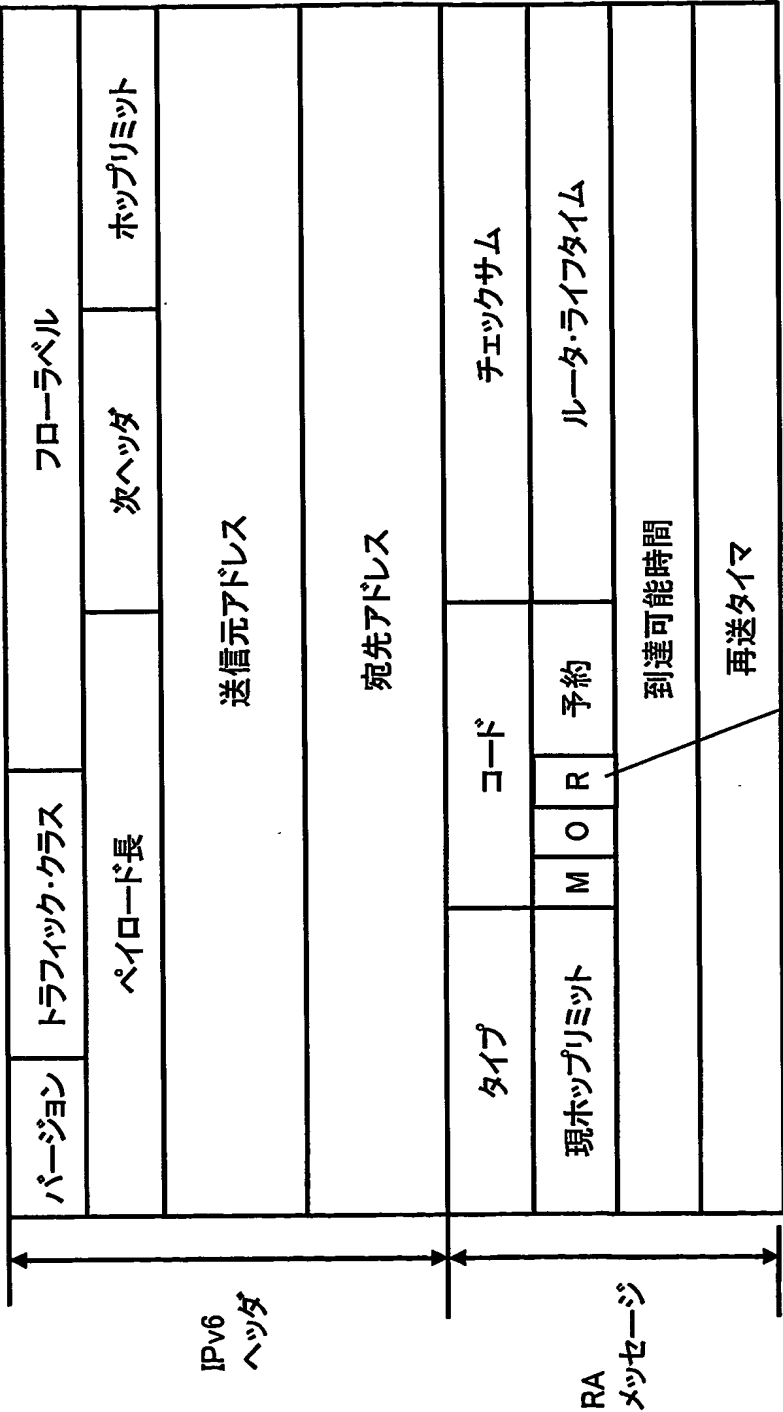 IPv6
ヘッダ
バージョン
トラフィック・クラス
フローラベル
ペイロード長
次ヘッダ
ホップリミット
送信元アドレス
宛先アドレス
RA
メッセージ
タイプ
コード
チェックサム
現ホップリミット
M
O
R
予約
ルータ・ライフタイム
到達可能時間
再送タイマ